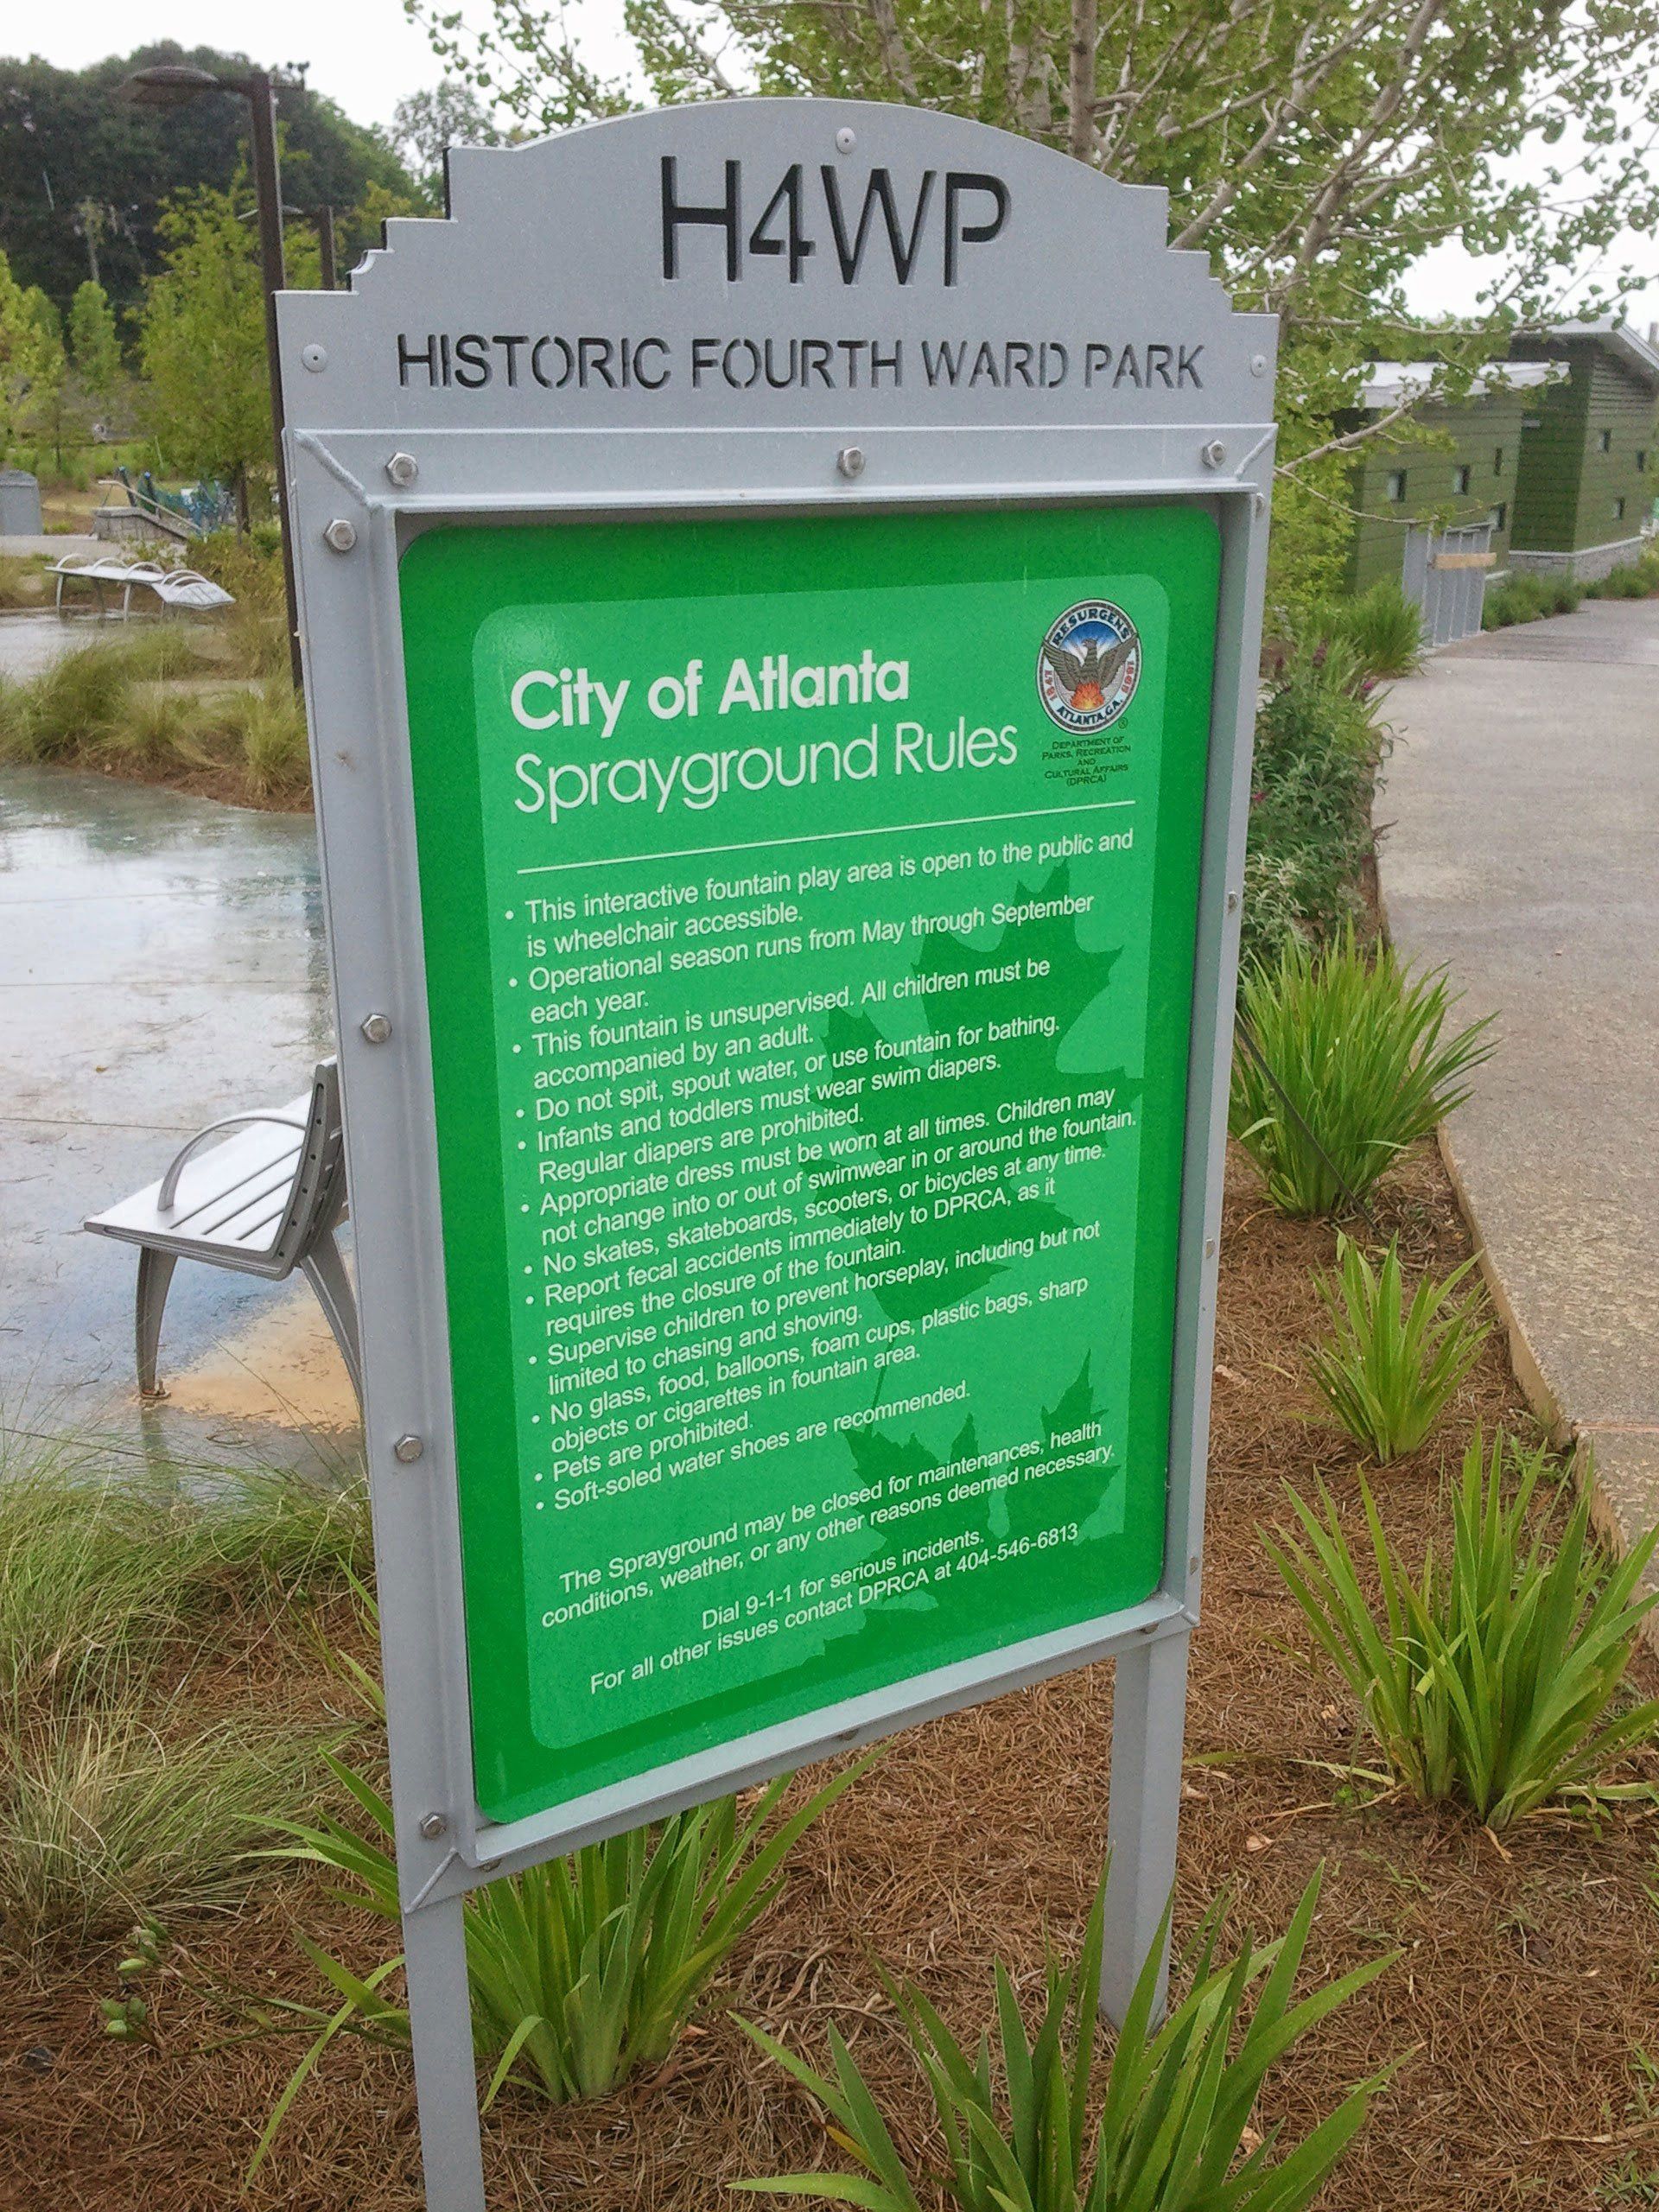 H4WP
HISTORIC FOURTH WARD PARK
RESURGENS
1847 1865
ATLANTA, GA.
®
DEPARTMENT OF
PARKS, RECREATION
AND
CULTURAL AFFAIRS
(DPRCA)
City of Atlanta
Sprayground Rules
• This interactive fountain play area is open to the public and
is wheelchair accessible.
• Operational season runs from May through September
each year.
• This fountain is unsupervised. All children must be
accompanied by an adult.
• Do not spit, spout water, or use fountain for bathing.
• Infants and toddlers must wear swim diapers.
Regular diapers are prohibited.
• Appropriate dress must be worn at all times. Children may
not change into or out of swimwear in or around the fountain.
• No skates, skateboards, scooters, or bicycles at any time.
• Report fecal accidents immediately to DPRCA, as it
requires the closure of the fountain.
• Supervise children to prevent horseplay, including but not
limited to chasing and shoving.
• No glass, food, balloons, foam cups, plastic bags, sharp
objects or cigarettes in fountain area.
• Pets are prohibited.
• Soft-soled water shoes are recommended.
The Sprayground may be closed for maintenances, health
conditions, weather, or any other reasons deemed necessary.
Dial 9-1-1 for serious incidents.
For all other issues contact DPRCA at 404-546-6813